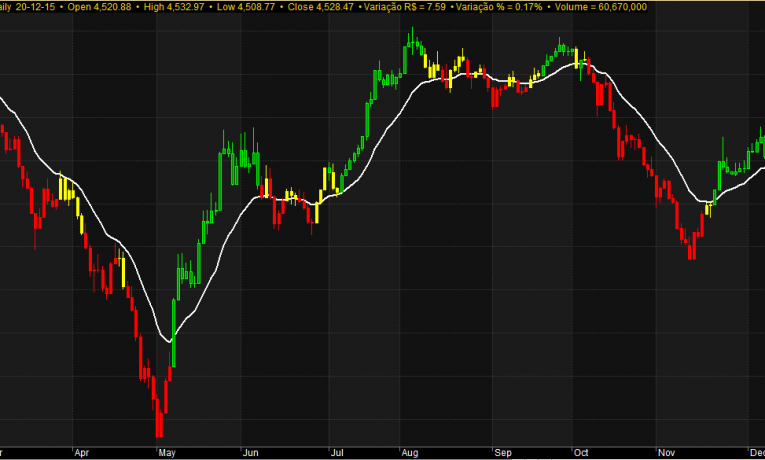 aily 20-12-15 • Open 4,520.88 • High 4,532.97 • Low 4,508.77 • Close 4,528.47 • Variação R$ = 7.59 • Variação % = 0.17% • Volume = 60,670,000
r Apr May Jun Jul Aug Sep Oct Nov Dec